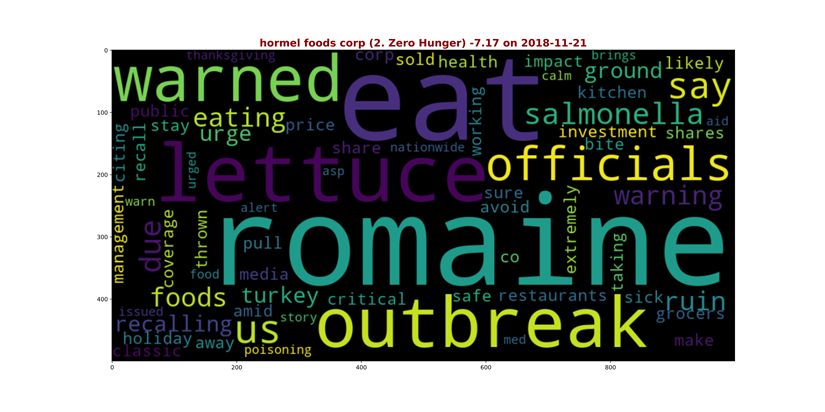 hormel foods corp (2. Zero Hunger) -7.17 on 2018-11-21
0
100
200
300
400
0
200
400
600
800
thanksgiving
corp
sold
health
impact
brings
likely
warned
eat
calm
ground
say
kitchen
public
eating
working
salmonella
aid
stay
urge
price
investment
shares
citing
recall
urged
lettuce
share
nationwide
bite
asp
officials
management
warn
sure
avoid
warning
alert
due
coverage
thrown
romaine
extremely
pull
co
taking
food
media
foods
turkey
critical
safe
restaurants
sick
ruin
issued
amid
grocers
recalling
us
story
outbreak
holiday
away
med
make
classic
poisoning